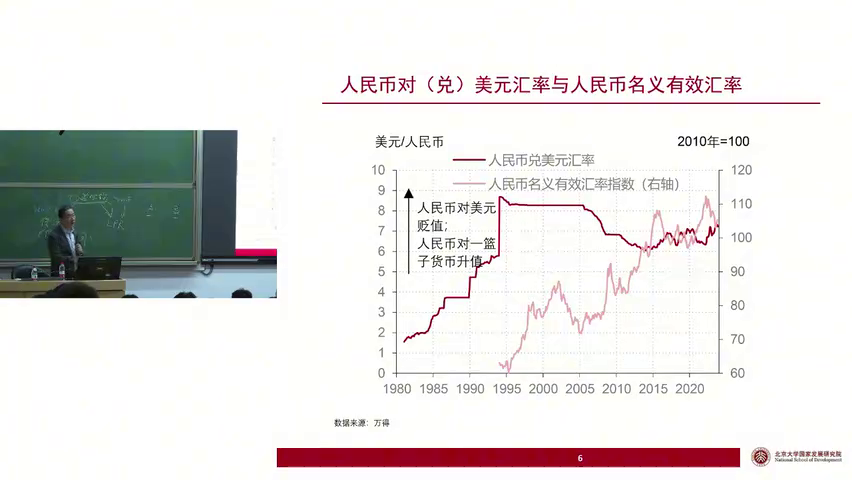 人民币对（兑）美元汇率与人民币名义有效汇率
美元/人民币
2010年=100
人民币兑美元汇率
人民币名义有效汇率指数（右轴）
人民币对美元
贬值；
人民币对一篮
子货币升值
10
9
8
7
6
5
4
3
2
1
0
120
110
100
90
80
70
60
1980 1985 1990 1995 2000 2005 2010 2015 2020
数据来源：万得
6
北京大学国家发展研究院
National School of Development